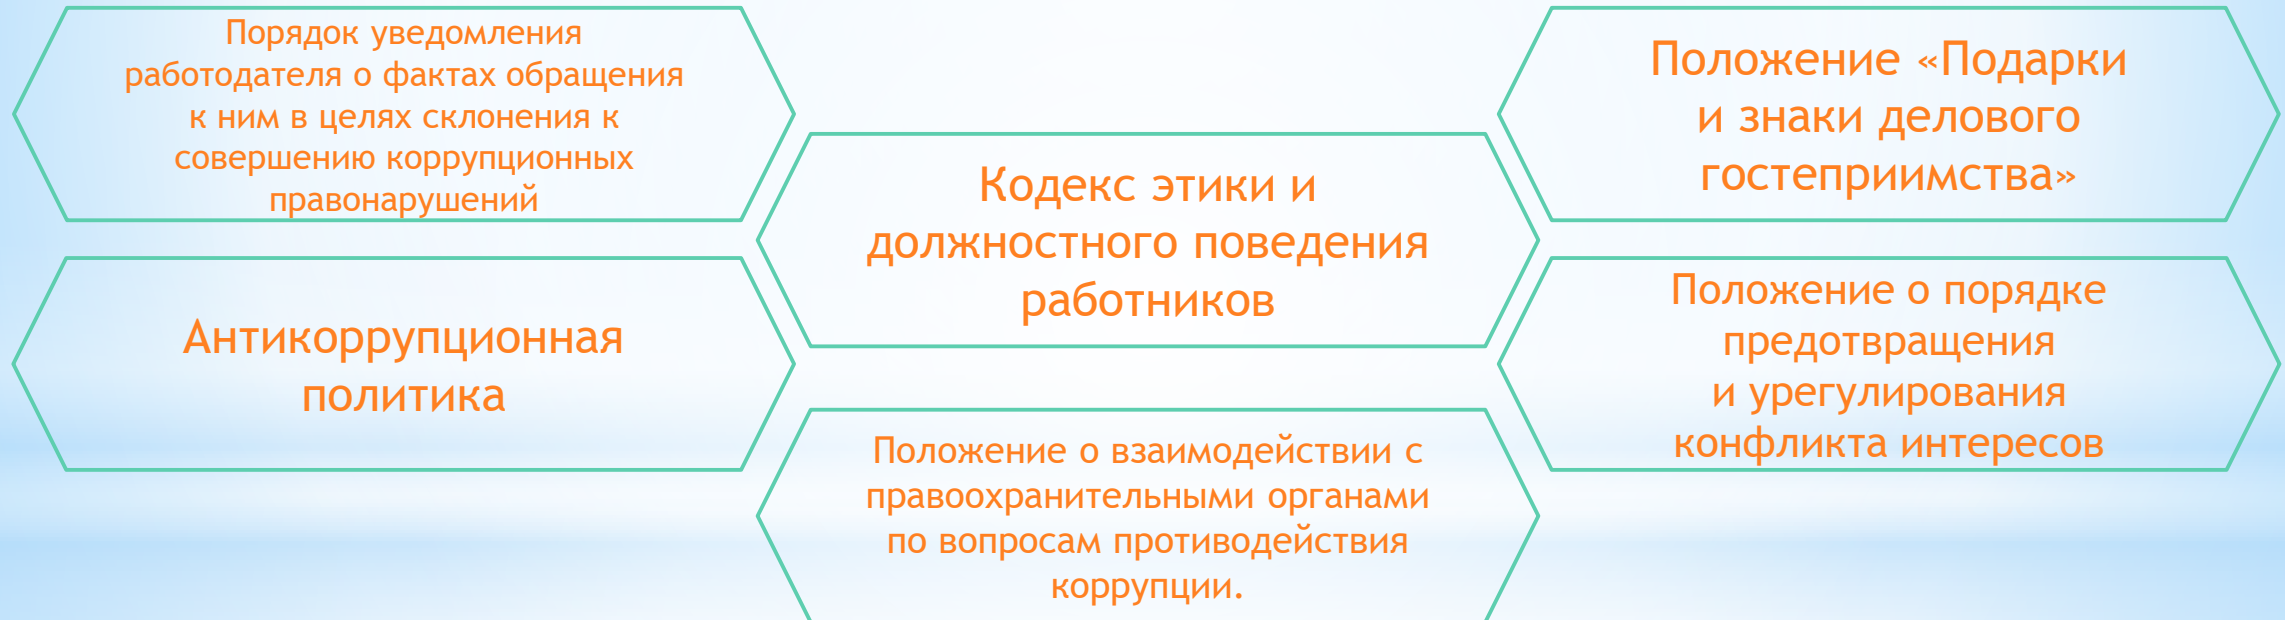 Порядок уведомления
работодателя о фактах обращения
к ним в целях склонения к
совершению коррупционных
правонарушений
Антикоррупционная
политика
Кодекс этики и
должностного поведения
работников
Положение о взаимодействии с
правоохранительными органами
по вопросам противодействия
коррупции.
Положение «Подарки
и знаки делового
гостеприимства»
Положение о порядке
предотвращения
и урегулирования
конфликта интересов